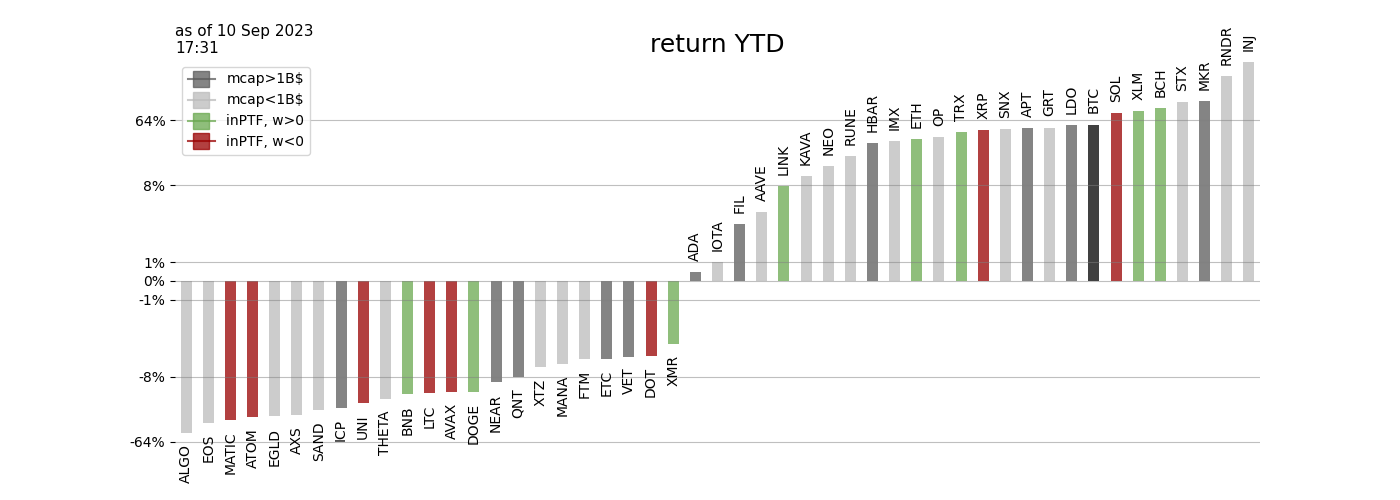 as of 10 Sep 2023
17:31
return YTD
mcap>1B$
mcap<1B$
inPTF, w>0
inPTF, w<0
64%
8%
1%
0%
-1%
-8%
-64%
ALGO
EOS
MATIC
ATOM
EGLD
AXS
SAND
ICP
UNI
THETA
BNB
LTC
AVAX
DOGE
NEAR
QNT
XTZ
MANA
FTM
ETC
VET
DOT
XMR
ADA
IOTA
FIL
AAVE
LINK
KAVA
NEO
RUNE
HBAR
IMX
ETH
OP
TRX
XRP
SNX
APT
GRT
LDO
BTC
SOL
XLM
BCH
STX
MKR
RNDR
INJ